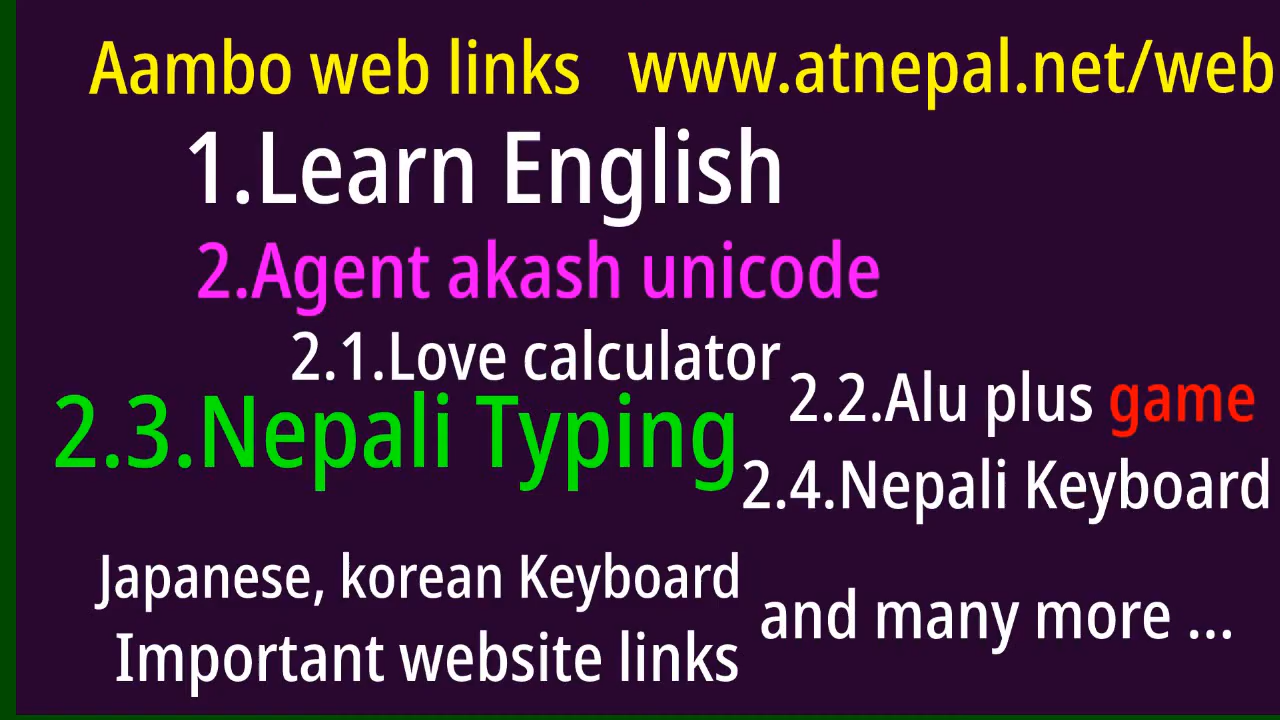 Aambo web links www.atnepal.net/web
1.Learn English
2.Agent akash unicode
2.1.Love calculator
2.2.Alu plus game
2.3.Nepali Typing
2.4.Nepali Keyboard
Japanese, korean Keyboard
and many more ...
Important website links